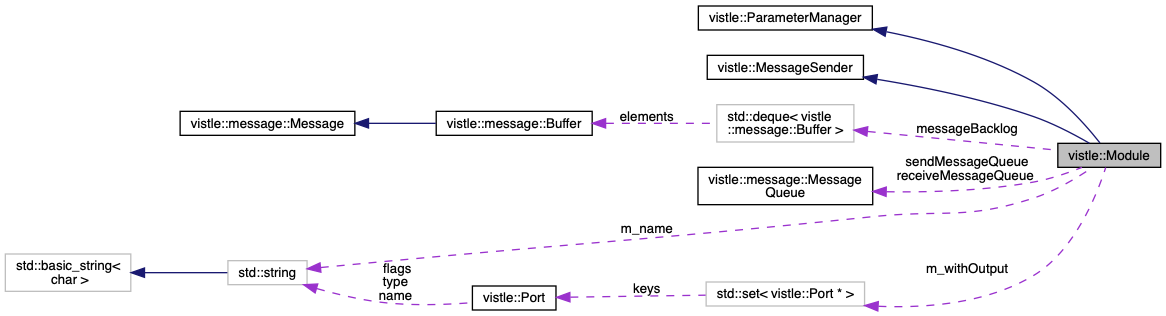 vistle::ParameterManager
vistle::MessageSender
vistle::message::Message
vistle::message::Buffer
elements
std::deque< vistle
::message::Buffer >
messageBacklog
vistle::Module
vistle::message::Message
Queue
sendMessageQueue
receiveMessageQueue
m_name
std::basic_string<
char >
std::string
flags
type
name
vistle::Port
keys
std::set< vistle::Port * >
m_withOutput